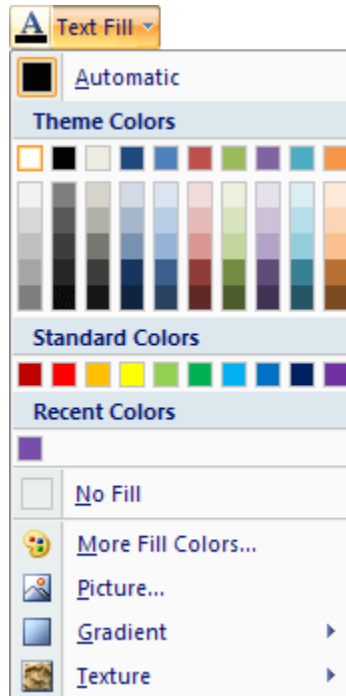 A Text Fill
Automatic
Theme Colors
Standard Colors
Recent Colors
No Fill
More Fill Colors...
Picture...
Gradient
Texture